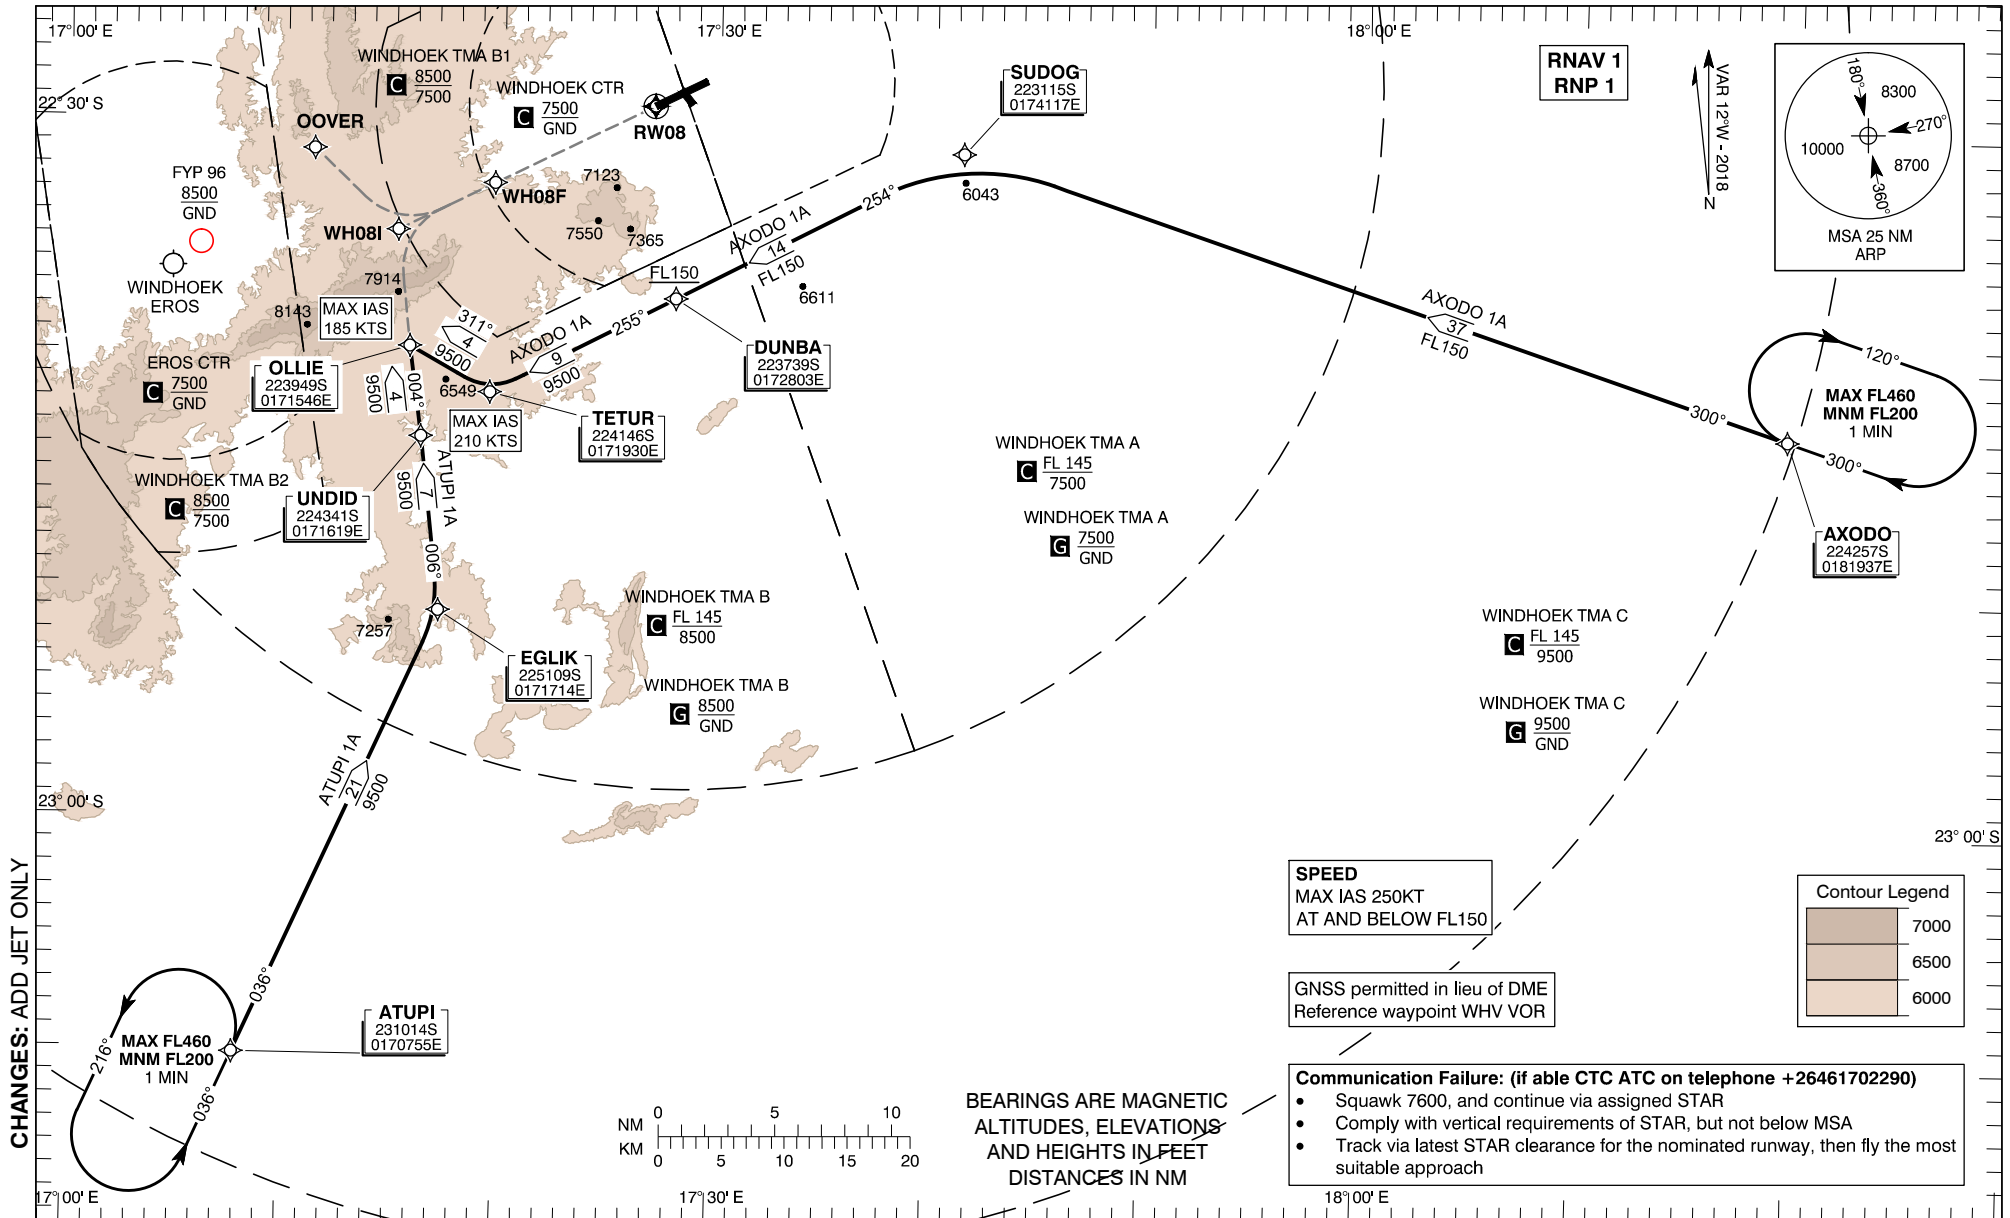 17°00' E
17°30' E
18°00' E
22°30' S
WINDHOEK TMA B1
C
8500
7500
WINDHOEK CTR
C
7500
GND
OOVER
RW08
SUDOG
223115S
0174117E
RNAV 1
RNP 1
VAR 12°W - 2018
N
180°
8300
270°
10000
8700
360°
MSA 25 NM
ARP
FYP 96
8500
GND
WH08F
7123
7550
7365
6043
WH08I
WINDHOEK
EROS
7914
8143
MAX IAS
185 KTS
254°
AXODO 1A
14
FL150
FL150
6611
311°
4
9500
AXODO 1A
9
9500
255°
DUNBA
223739S
0172803E
AXODO 1A
37
FL150
120°
MAX FL460
MNM FL200
1 MIN
300°
300°
AXODO
224257S
0181937E
EROS CTR
C
7500
GND
OLLIE
223949S
0171546E
004°
4
9500
6549
MAX IAS
210 KTS
TETUR
224146S
0171930E
WINDHOEK TMA B2
C
8500
7500
UNDID
224341S
0171619E
ATUPI 1A
7
9500
006°
WINDHOEK TMA A
C
FL 145
7500
WINDHOEK TMA A
G
7500
GND
7257
EGLIK
225109S
0171714E
WINDHOEK TMA B
C
FL 145
8500
WINDHOEK TMA B
G
8500
GND
WINDHOEK TMA C
C
FL 145
9500
WINDHOEK TMA C
G
9500
GND
ATUPI 1A
21
9500
23°00' S
23°00' S
CHANGES: ADD JET ONLY
SPEED
MAX IAS 250KT
AT AND BELOW FL150
Contour Legend
7000
6500
6000
GNSS permitted in lieu of DME
Reference waypoint WHV VOR
036°
ATUPI
231014S
0170755E
MAX FL460
MNM FL200
1 MIN
216°
036°
Communication Failure: (if able CTC ATC on telephone +26461702290)
• Squawk 7600, and continue via assigned STAR
• Comply with vertical requirements of STAR, but not below MSA
• Track via latest STAR clearance for the nominated runway, then fly the most
suitable approach
BEARINGS ARE MAGNETIC
ALTITUDES, ELEVATIONS
AND HEIGHTS IN FEET
DISTANCES IN NM
0 5 10
NM
KM
0 5 10 15 20
17°00' E
17°30' E
18°00' E